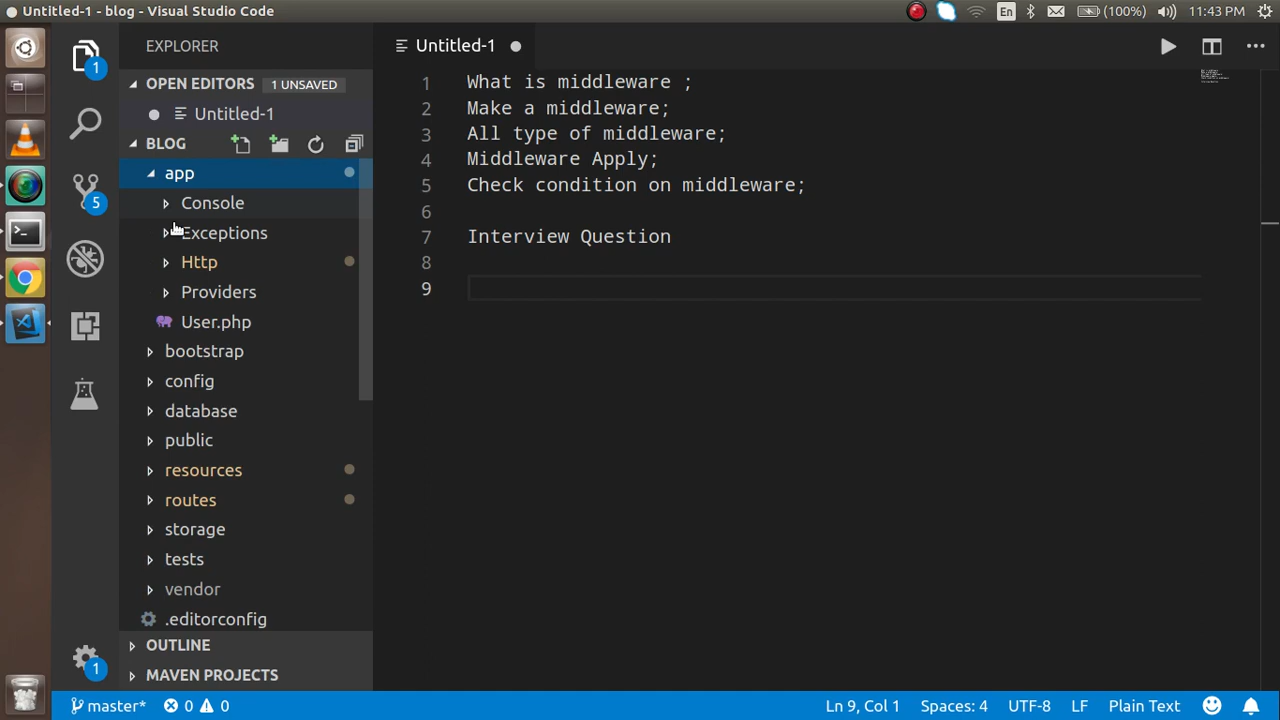 Untitled-1 - blog - Visual Studio Code
En
(100%)
11:43 PM
EXPLORER
OPEN EDITORS 1 UNSAVED
Untitled-1
BLOG
app
Console
Exceptions
Http
Providers
User.php
bootstrap
config
database
public
resources
routes
storage
tests
vendor
.editorconfig
OUTLINE
MAVEN PROJECTS
1
5
1
Untitled-1
1 What is middleware ;
2 Make a middleware;
3 All type of middleware;
4 Middleware Apply;
5 Check condition on middleware;
6
7 Interview Question
8
9
master* 0 0
Ln 9, Col 1
Spaces: 4
UTF-8
LF
Plain Text